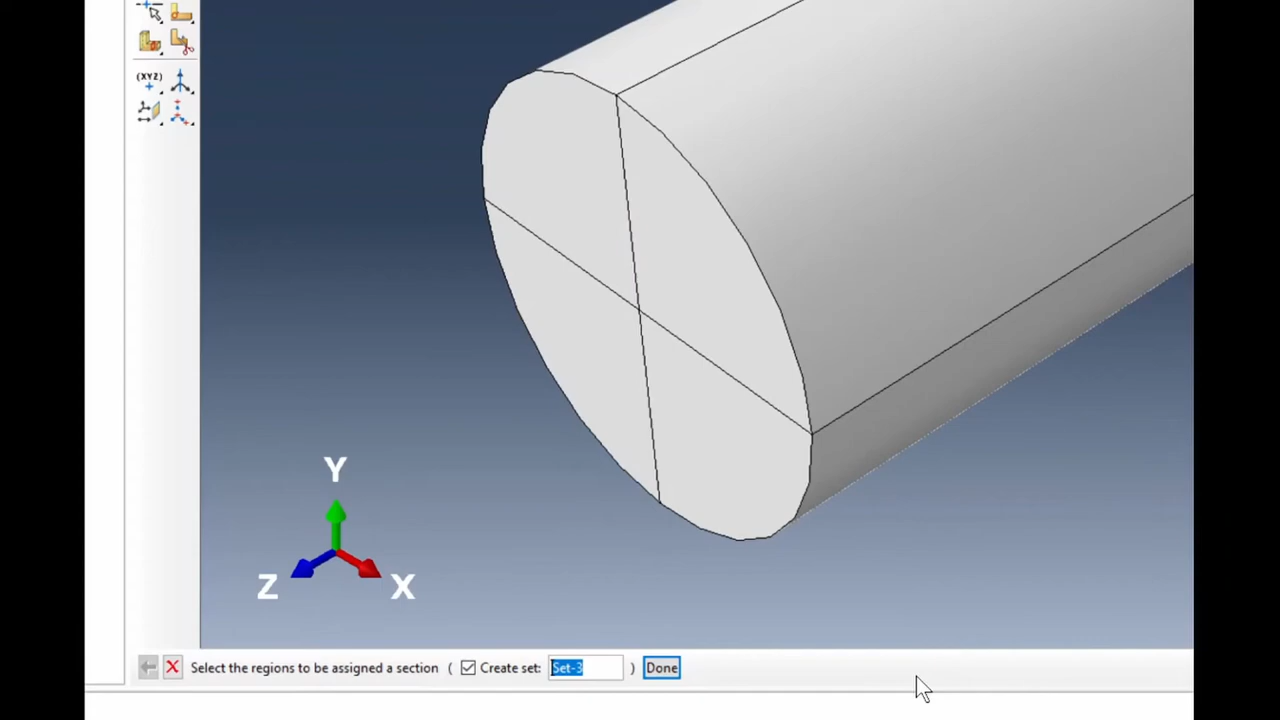 (XYZ)
Y
Z
X
Select the regions to be assigned a section ( Create set: Set-3 ) Done